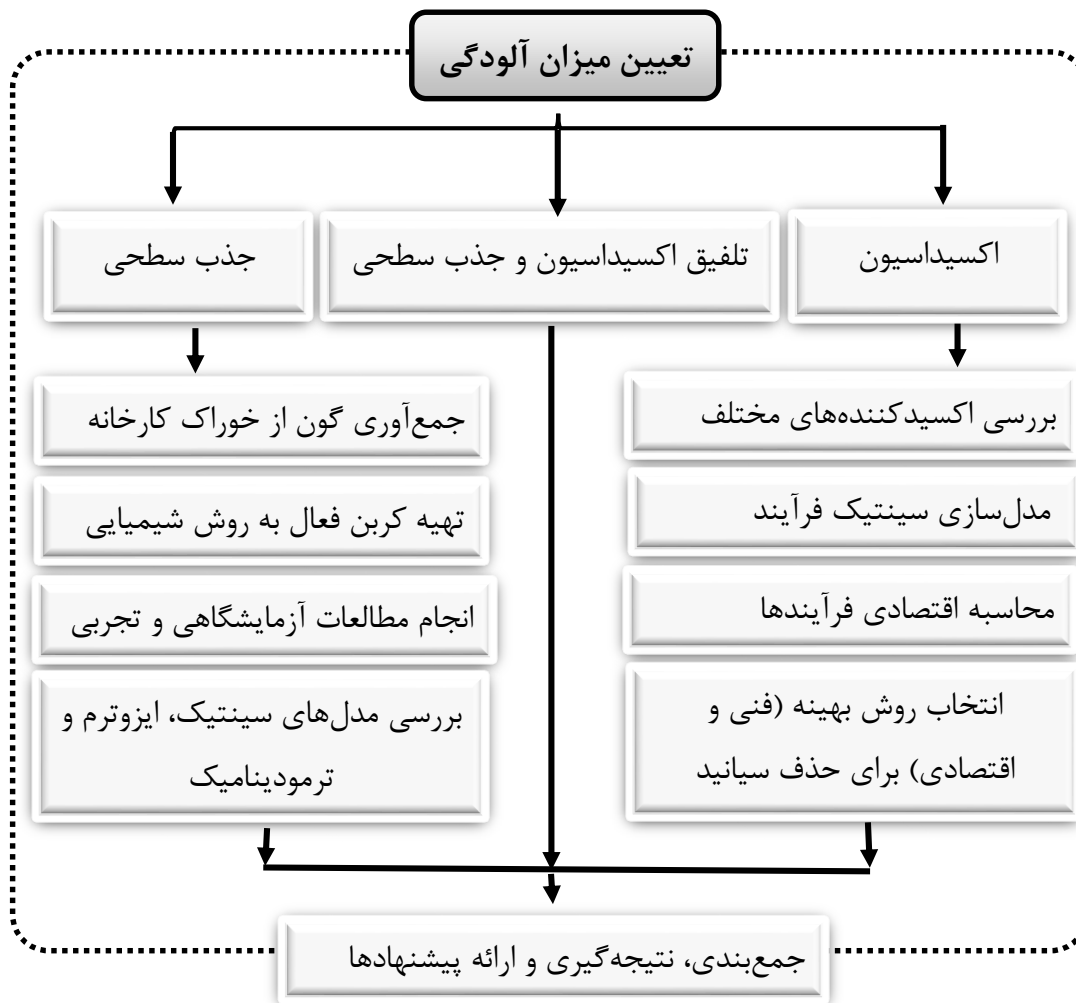 تعیین میزان آلودگی
اکسیداسیون
تلفیق اکسیداسیون و جذب سطحی
جذب سطحی
بررسی اکسیدکننده‌های مختلف
مدل‌سازی سینتیک فرآیند
محاسبه اقتصادی فرآیندها
انتخاب روش بهینه (فنی و
اقتصادی) برای حذف سیانید
جمع‌آوری گون از خوراک کارخانه
تهیه کربن فعال به روش شیمیایی
انجام مطالعات آزمایشگاهی و تجربی
بررسی مدل‌های سینتیک، ایزوترم و
ترمودینامیک
جمع‌بندی، نتیجه‌گیری و ارائه پیشنهادها